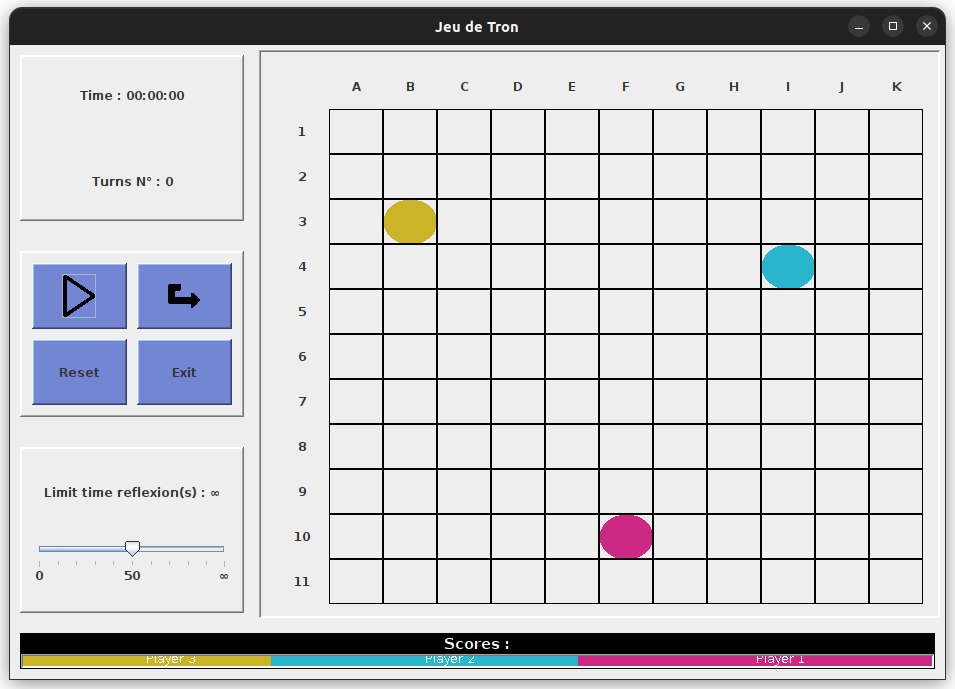 Jeu de Tron
Time : 00:00:00
Turns N° : 0
Reset
Exit
Limit time reflexion(s) : ∞
0 50 ∞
A B C D E F G H I J K
1
2
3
4
5
6
7
8
9
10
11
Scores :
Player 3 Player 2 Player 1